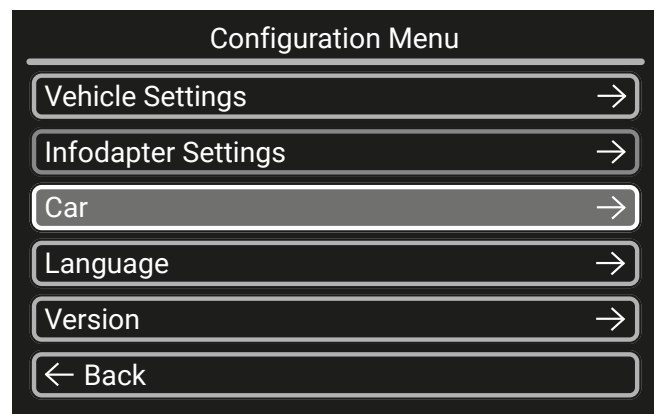 Configuration Menu
Vehicle Settings →
Infodapter Settings →
Car →
Language →
Version →
← Back